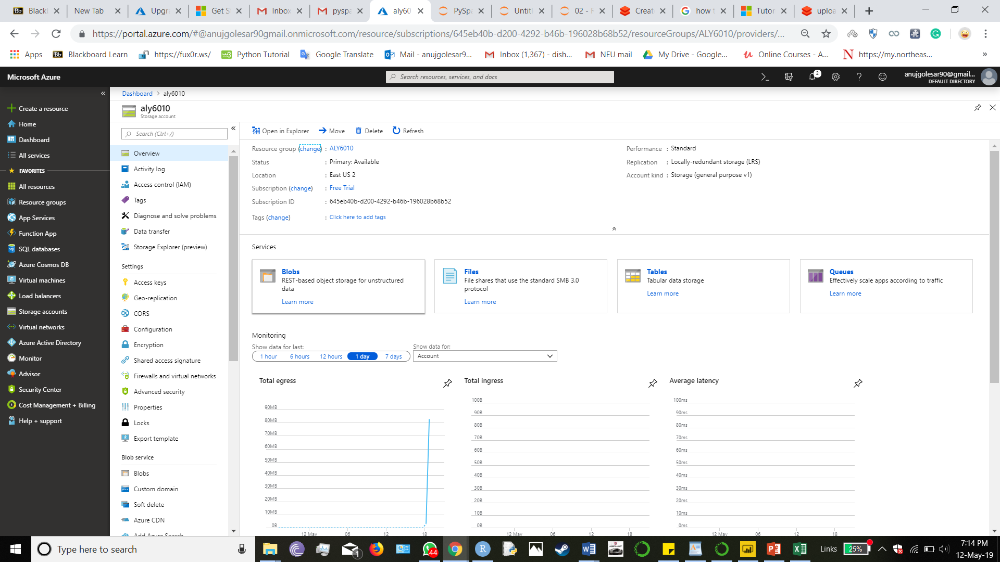 Blackl
New Tab
Upgra
Get S
Inbox
pyspa
aly60
PySpa
Untitl
02 - F
Create
how t
Tutor
uploa
https://portal.azure.com/#@anujgolesar90gmail.onmicrosoft.com/resource/subscriptions/645eb40b-d200-4292-b46b-196028b68b52/resourceGroups/ALY6010/providers/...
Apps
Bb Blackboard Learn
https://fux0r.ws/
w3 Python Tutorial
Google Translate
Mail - anujgolesar9...
Inbox (1,367) - dish...
NEU mail
My Drive - Google...
Online Courses - A...
N https://my.northeas...
»
Microsoft Azure
Search resources, services, and docs
2
anujgolesar90@gmail...
DEFAULT DIRECTORY
Dashboard > aly6010
aly6010
Storage account
Create a resource
Home
Dashboard
All services
FAVORITES
All resources
Resource groups
App Services
Function App
SQL databases
Azure Cosmos DB
Virtual machines
Load balancers
Storage accounts
Virtual networks
Azure Active Directory
Monitor
Advisor
Security Center
Cost Management + Billing
Help + support
Search (Ctrl+/)
Overview
Activity log
Access control (IAM)
Tags
Diagnose and solve problems
Data transfer
Storage Explorer (preview)
Settings
Access keys
Geo-replication
CORS
Configuration
Encryption
Shared access signature
Firewalls and virtual networks
Advanced security
Properties
Locks
Export template
Blob service
Blobs
Custom domain
Soft delete
Azure CDN
Add Azure Search
Open in Explorer
Move
Delete
Refresh
Resource group (change) : ALY6010
Status : Primary: Available
Location : East US 2
Subscription (change) : Free Trial
Subscription ID : 645eb40b-d200-4292-b46b-196028b68b52
Tags (change) : Click here to add tags
Performance : Standard
Replication : Locally-redundant storage (LRS)
Account kind : Storage (general purpose v1)
Services
Blobs
REST-based object storage for unstructured
data
Learn more
Files
File shares that use the standard SMB 3.0
protocol
Learn more
Tables
Tabular data storage
Learn more
Queues
Effectively scale apps according to traffic
Learn more
Monitoring
Show data for last:
1 hour 6 hours 12 hours 1 day 7 days
Show data for:
Account
Total egress
90MB
80MB
70MB
60MB
50MB
40MB
30MB
20MB
10MB
0B
12 May 06 12 18
Total ingress
100B
90B
80B
70B
60B
50B
40B
30B
20B
10B
0B
12 May 06 12 18
Average latency
100ms
90ms
80ms
70ms
60ms
50ms
40ms
30ms
20ms
10ms
0ms
12 May 06 12 18
Type here to search
1
44
Links
25%
7:14 PM
12-May-19